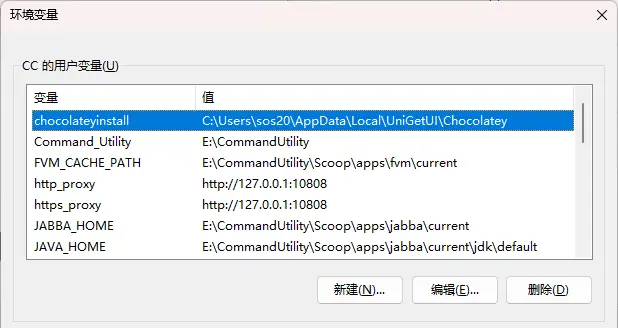 环境变量
CC 的用户变量(U)
变量 值
chocolateyinstall C:\Users\sos20\AppData\Local\UniGetUI\Chocolatey
Command_Utility E:\CommandUtility
FVM_CACHE_PATH E:\CommandUtility\Scoop\apps\fvm\current
http_proxy http://127.0.0.1:10808
https_proxy http://127.0.0.1:10808
JABBA_HOME E:\CommandUtility\Scoop\apps\jabba\current
JAVA_HOME E:\CommandUtility\Scoop\apps\jabba\current\jdk\default
新建(N)... 编辑(E)... 删除(D)